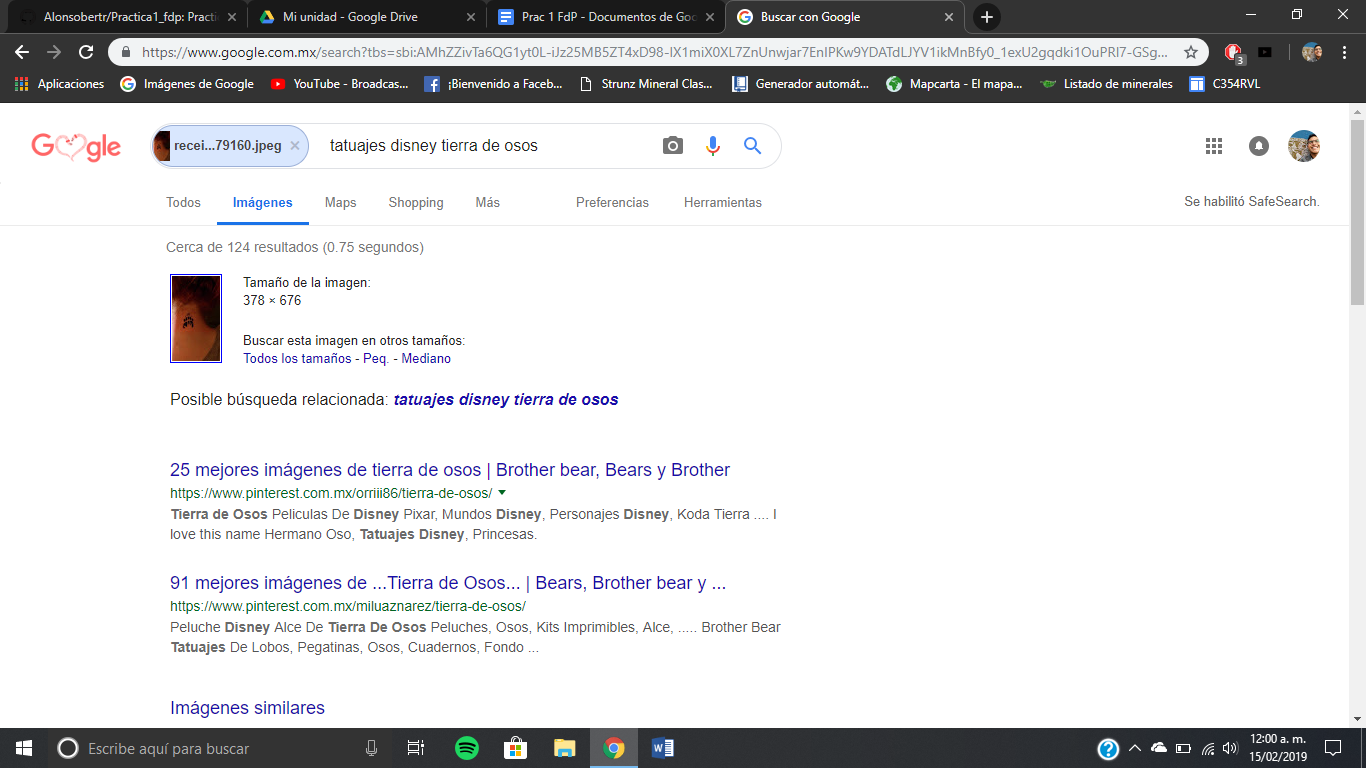 Alonsobertr/Practica1_fdp: Practi
Mi unidad - Google Drive
Prac 1 FdP - Documentos de Goo
Buscar con Google
https://www.google.com.mx/search?tbs=sbi:AMhZZivTa6QG1yt0L-iJz25MB5ZT4xD98-IX1miX0XL7ZnUnwjar7EnIPKw9YDATdLJYV1ikMnBfy0_1exU2gqdki1OuPRI7-GSg...
3
Aplicaciones
Imágenes de Google
YouTube - Broadcas...
¡Bienvenido a Faceb...
Strunz Mineral Clas...
Generador automát...
Mapcarta - El mapa...
Listado de minerales
C354RVL
Google
recei...79160.jpeg
tatuajes disney tierra de osos
Todos
Imágenes
Maps
Shopping
Más
Preferencias
Herramientas
Se habilitó SafeSearch.
Cerca de 124 resultados (0.75 segundos)
Tamaño de la imagen:
378 × 676
Buscar esta imagen en otros tamaños:
Todos los tamaños - Peq. - Mediano
Posible búsqueda relacionada: tatuajes disney tierra de osos
25 mejores imágenes de tierra de osos | Brother bear, Bears y Brother
https://www.pinterest.com.mx/orriii86/tierra-de-osos/
Tierra de Osos Peliculas De Disney Pixar, Mundos Disney, Personajes Disney, Koda Tierra .... I
love this name Hermano Oso, Tatuajes Disney, Princesas.
91 mejores imágenes de ...Tierra de Osos... | Bears, Brother bear y ...
https://www.pinterest.com.mx/miluaznarez/tierra-de-osos/
Peluche Disney Alce De Tierra De Osos Peluches, Osos, Kits Imprimibles, Alce, ..... Brother Bear
Tatuajes De Lobos, Pegatinas, Osos, Cuadernos, Fondo ...
Imágenes similares
Escribe aquí para buscar
12:00 a. m.
15/02/2019